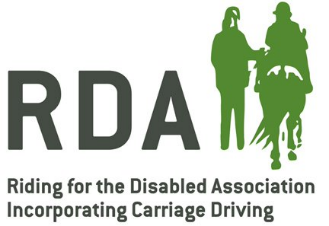 RDA
Riding for the Disabled Association
Incorporating Carriage Driving